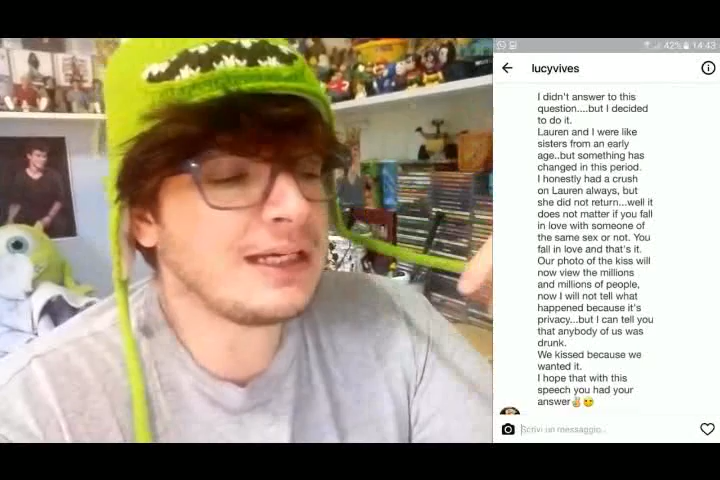 42% 14:43
lucyvives
I didn't answer to this
question....but I decided
to do it.
Lauren and I were like
sisters from an early
age..but something has
changed in this period.
I honestly had a crush
on Lauren always, but
she did not return...well it
does not matter if you fall
in love with someone of
the same sex or not. You
fall in love and that's it.
Our photo of the kiss will
now view the millions
and millions of people,
now I will not tell what
happened because it's
privacy...but I can tell you
that anybody of us was
drunk.
We kissed because we
wanted it.
I hope that with this
speech you had your
answer✌😚
Scrivi un messaggio...